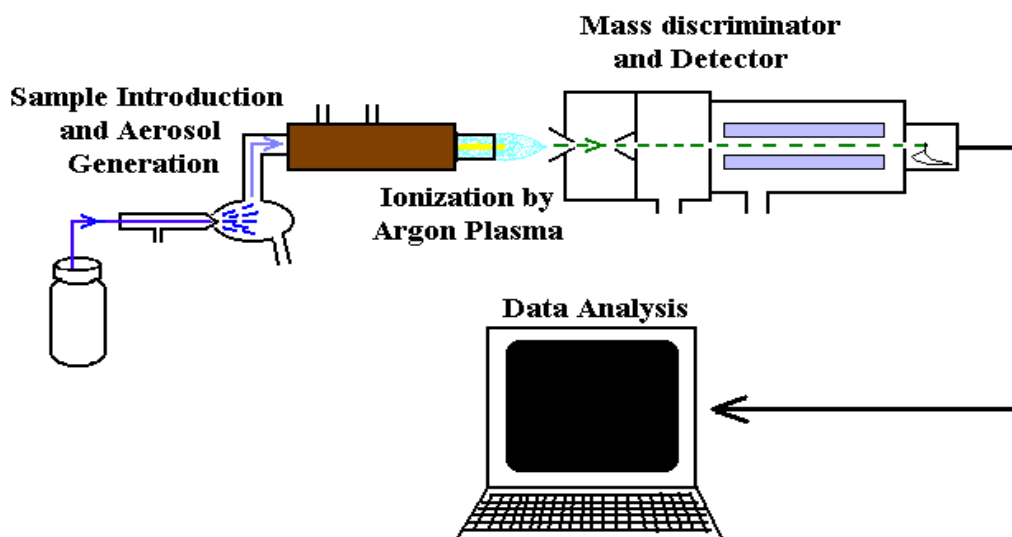 Mass discriminator
and Detector
Sample Introduction
and Aerosol
Generation
Ionization by
Argon Plasma
Data Analysis